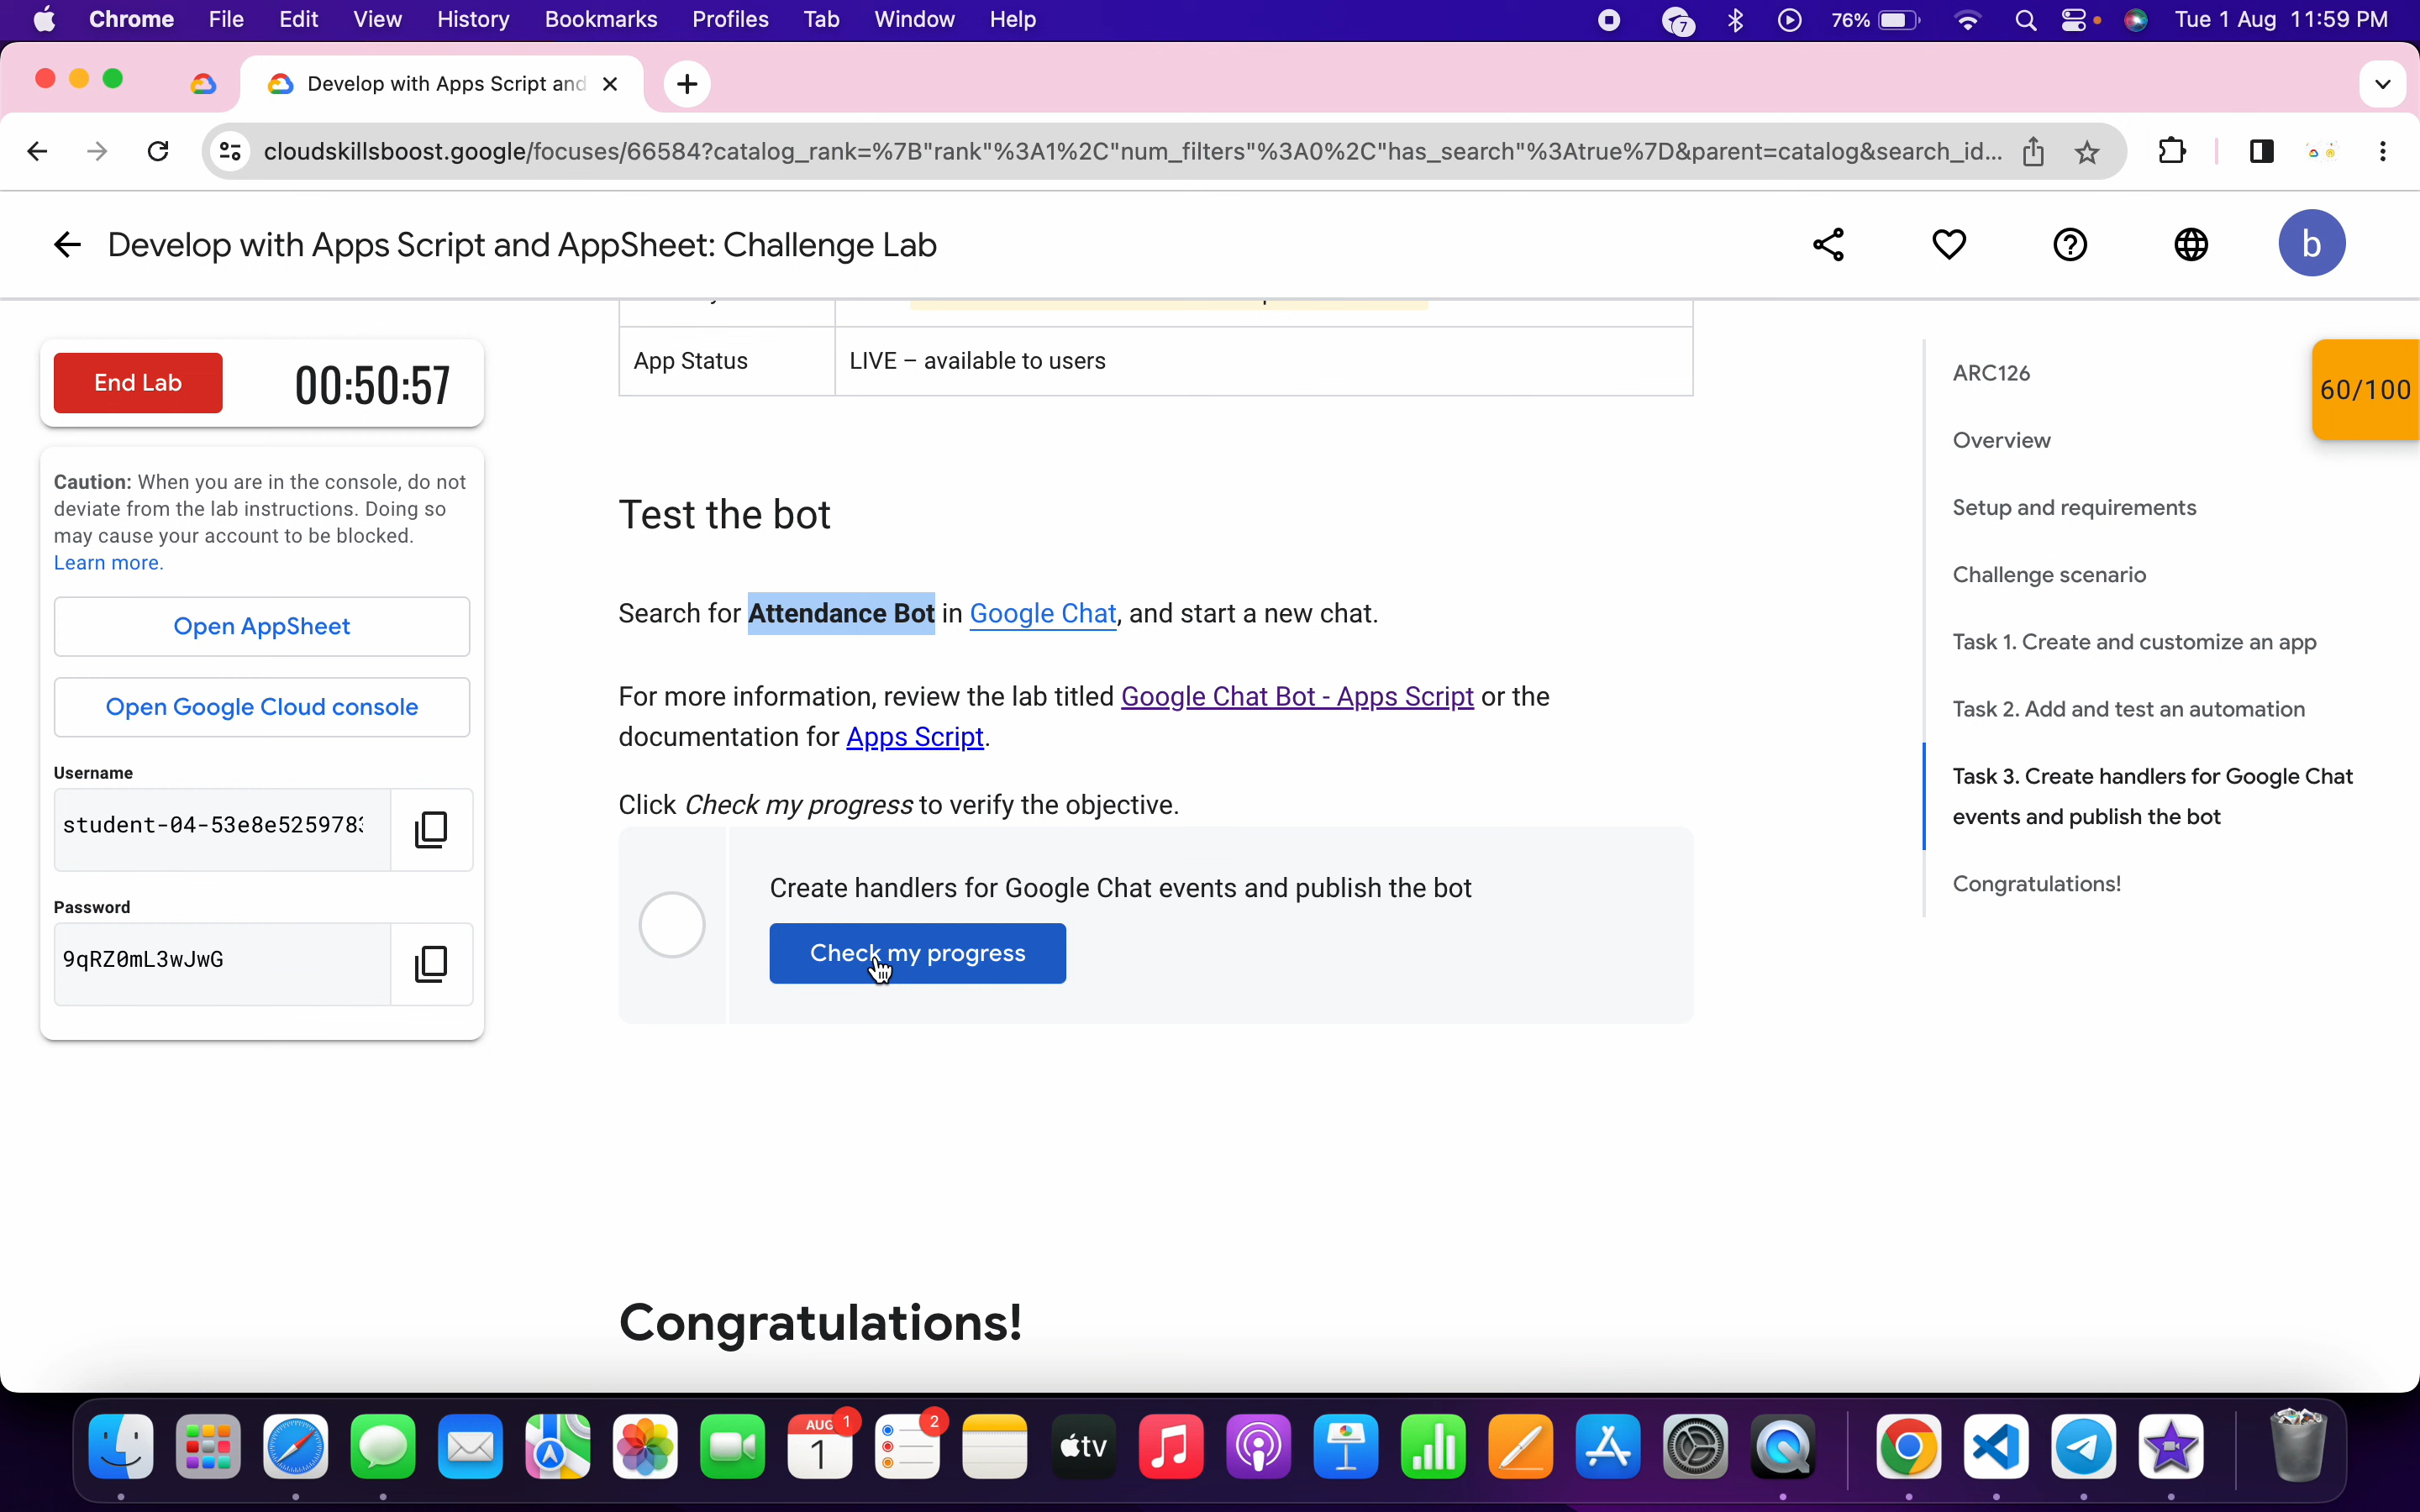 Chrome File Edit View History Bookmarks Profiles Tab Window Help 7 76% Tue 1 Aug 11:59 PM
Develop with Apps Script and
cloudskillsboost.google/focuses/66584?catalog_rank=%7B"rank"%3A1%2C"num_filters"%3A0%2C"has_search"%3Atrue%7D&parent=catalog&search_id...
Develop with Apps Script and AppSheet: Challenge Lab
b
End Lab 00:50:57
Caution: When you are in the console, do not
deviate from the lab instructions. Doing so
may cause your account to be blocked.
Learn more.
Open AppSheet
Open Google Cloud console
Username
student-04-53e8e525978
Password
9qRZ0mL3wJwG
App Status LIVE – available to users
Test the bot
Search for Attendance Bot in Google Chat, and start a new chat.
For more information, review the lab titled Google Chat Bot - Apps Script or the
documentation for Apps Script.
Click Check my progress to verify the objective.
Create handlers for Google Chat events and publish the bot
Check my progress
Congratulations!
ARC126
Overview
Setup and requirements
Challenge scenario
Task 1. Create and customize an app
Task 2. Add and test an automation
Task 3. Create handlers for Google Chat
events and publish the bot
Congratulations!
60/100
AUG 1
1
2
tv